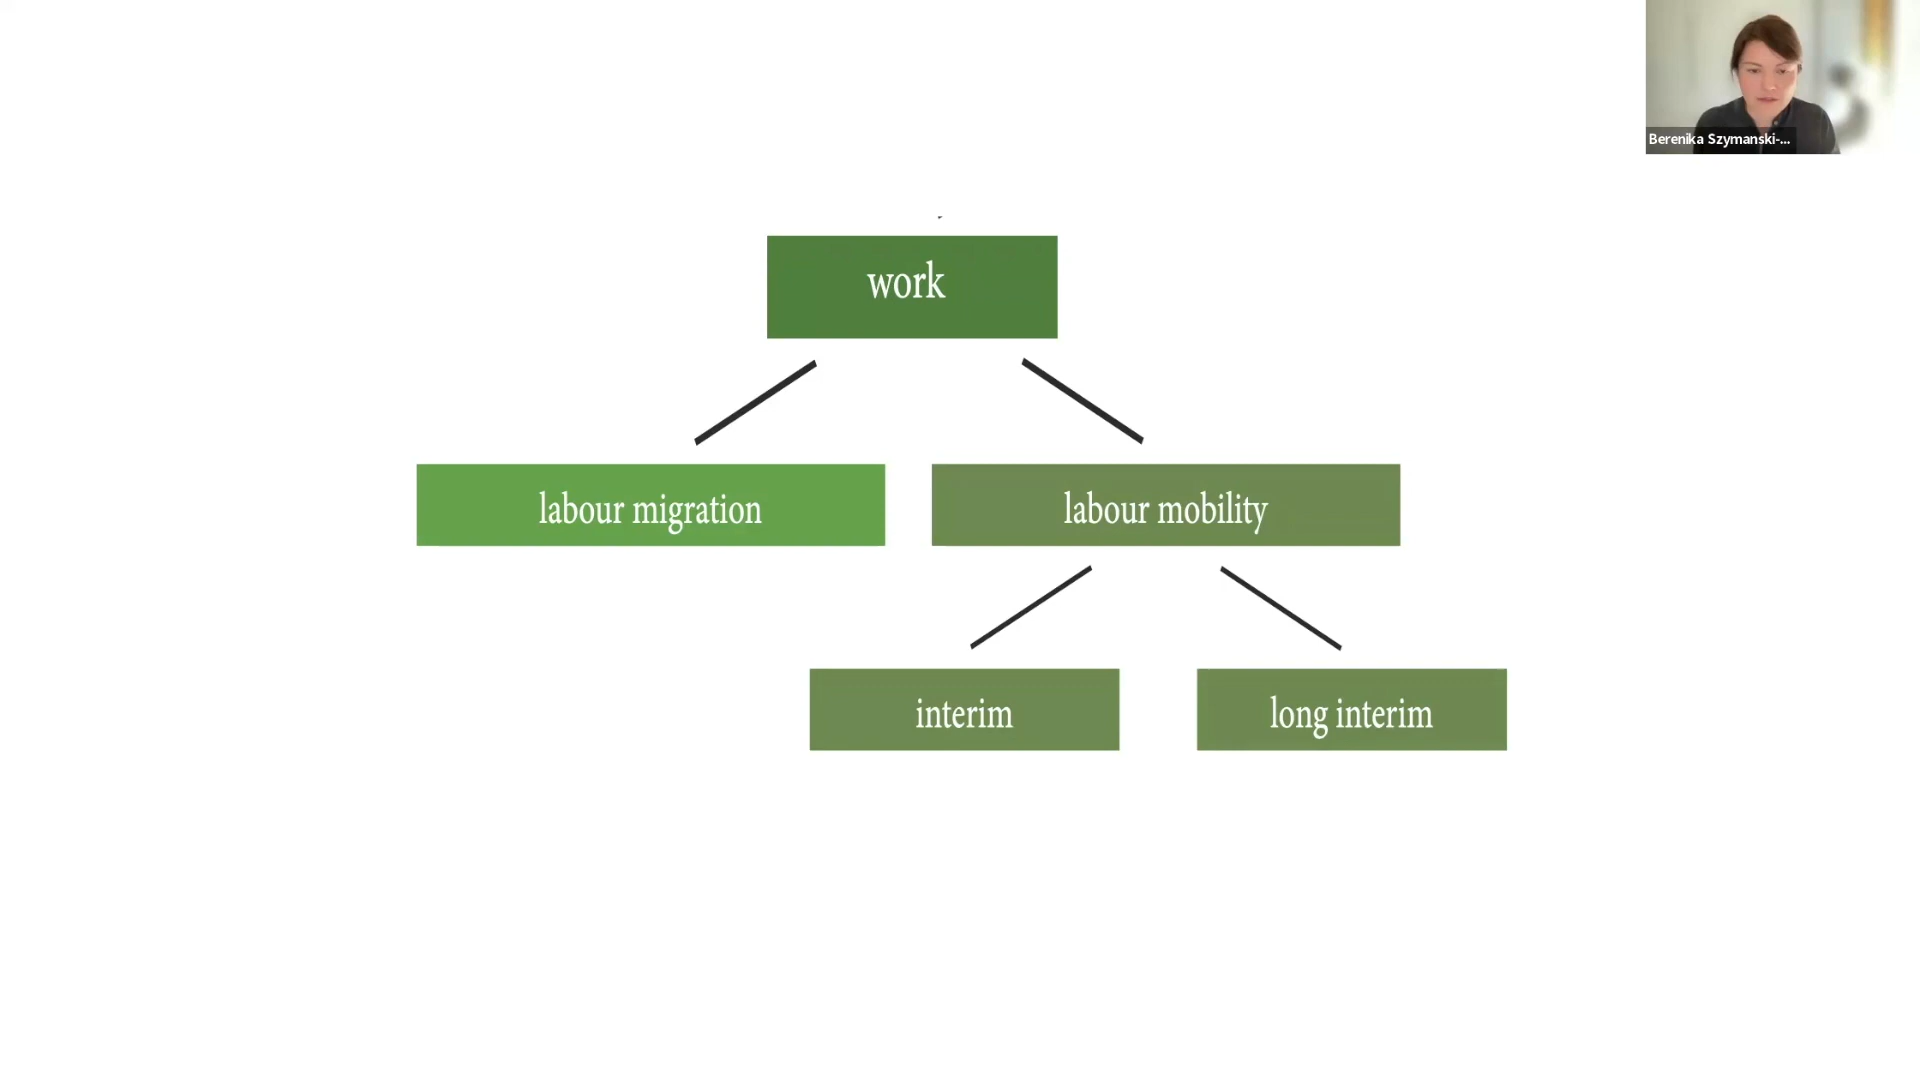 Berenika Szymanski-...
work
labour migration
labour mobility
interim
long interim